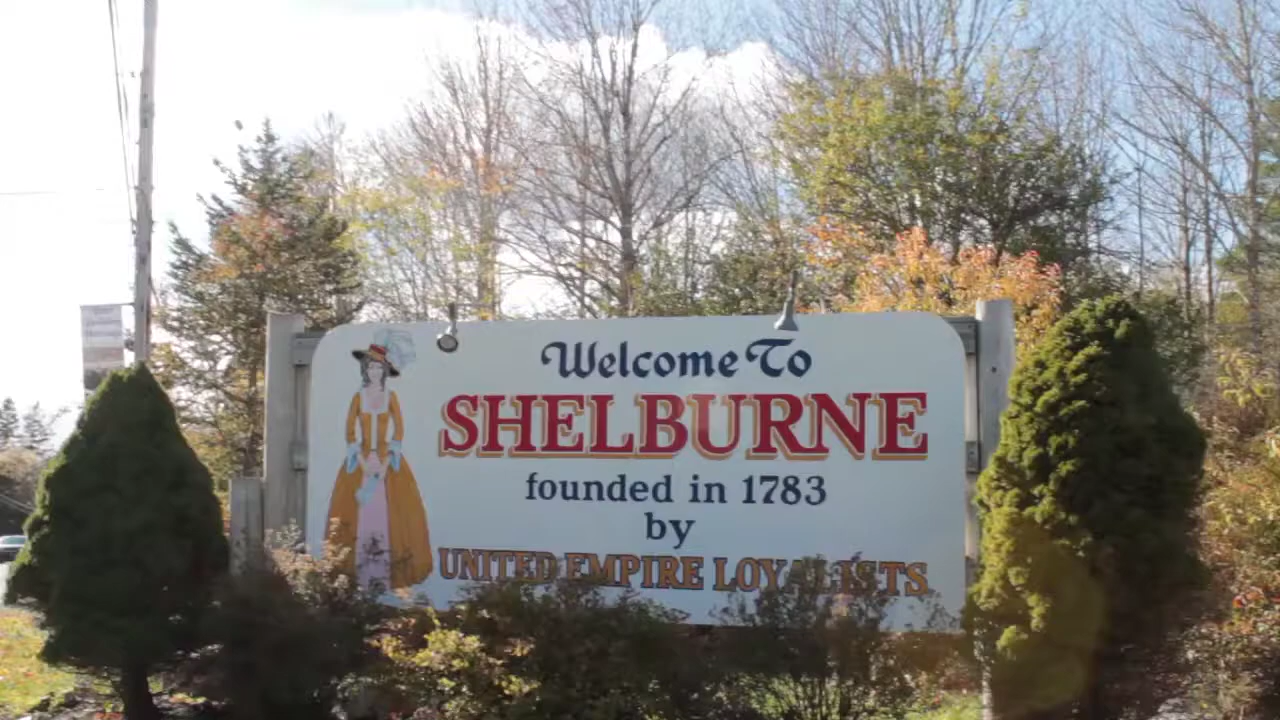 Welcome To
SHELBURNE
founded in 1783
by
UNITED EMPIRE LOYALISTS